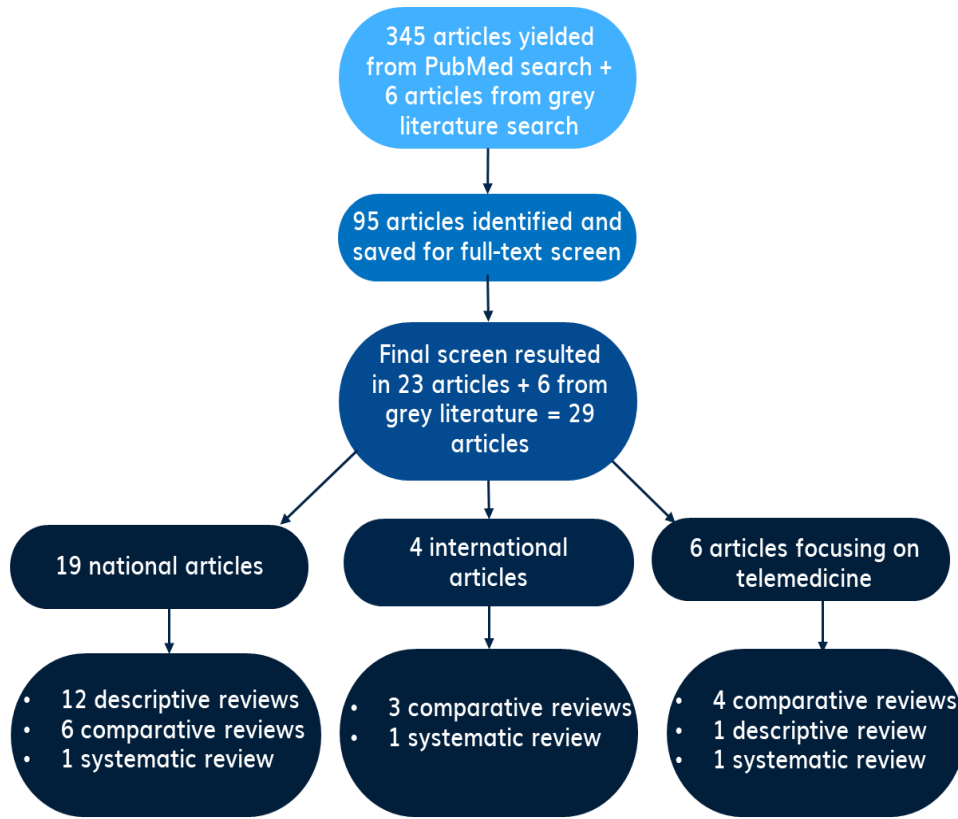 345 articles yielded
from PubMed search +
6 articles from grey
literature search
95 articles identified and
saved for full-text screen
Final screen resulted
in 23 articles + 6 from
grey literature = 29
articles
19 national articles
4 international
articles
6 articles focusing on
telemedicine
• 12 descriptive reviews
• 6 comparative reviews
• 1 systematic review
• 3 comparative reviews
• 1 systematic review
• 4 comparative reviews
• 1 descriptive review
• 1 systematic review